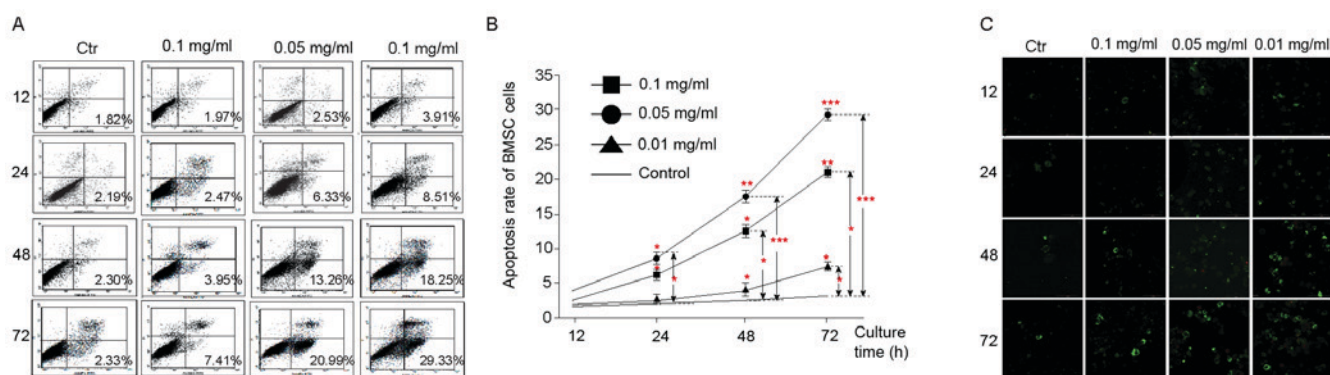 A
Ctr
0.1 mg/ml
0.05 mg/ml
0.1 mg/ml
12
1.82%
1.97%
2.53%
3.91%
24
2.19%
2.47%
6.33%
8.51%
48
2.30%
3.95%
13.26%
18.25%
72
2.33%
7.41%
20.99%
29.33%
B
Apoptosis rate of BMSC cells
35
30
25
20
15
10
5
0
0.1 mg/ml
0.05 mg/ml
0.01 mg/ml
Control
12
24
48
72
Culture
time (h)
C
Ctr
0.1 mg/ml
0.05 mg/ml
0.01 mg/ml
12
24
48
72